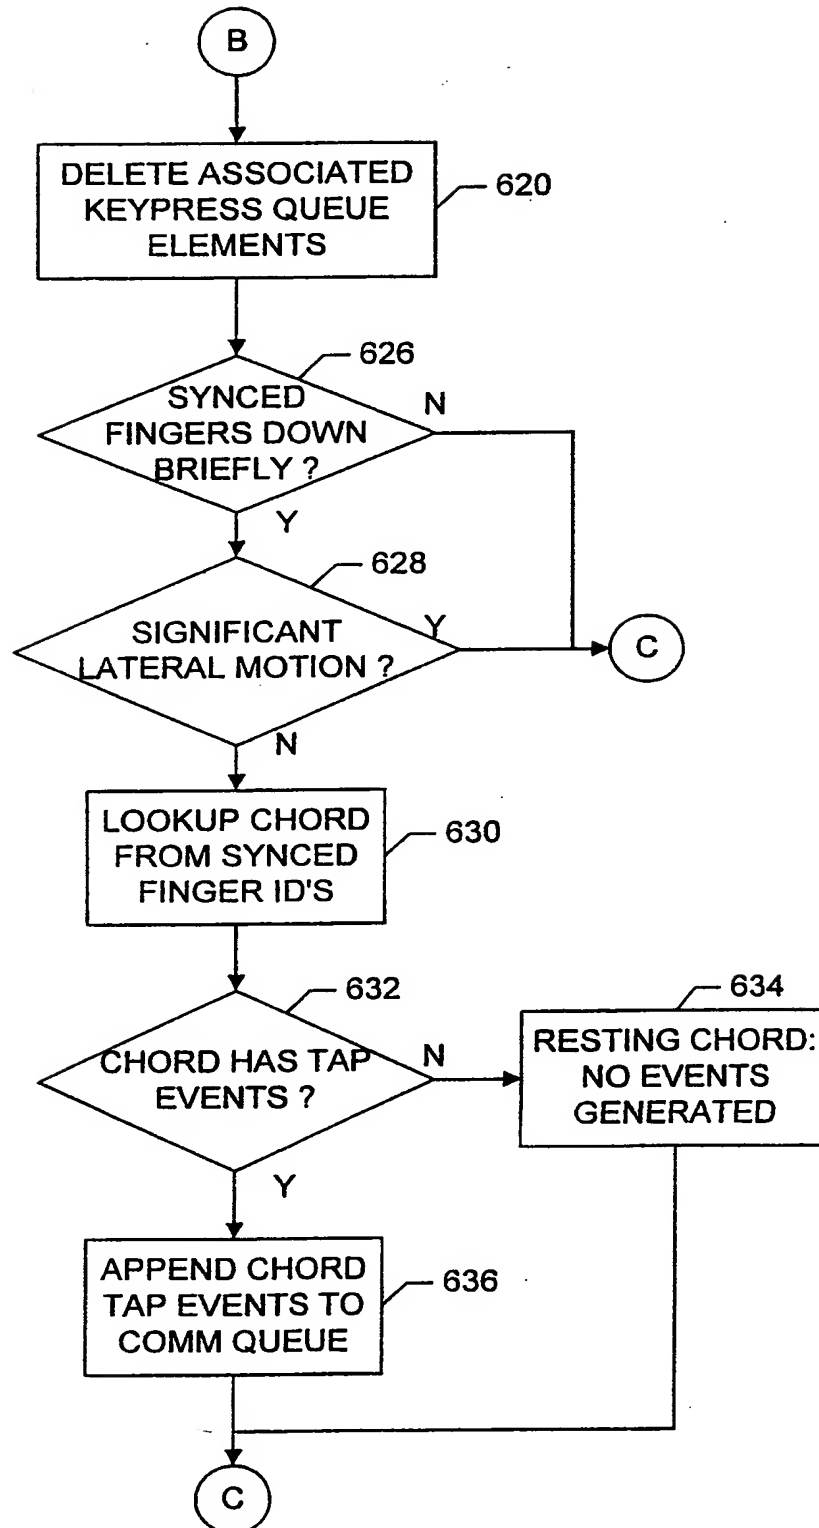 B
DELETE ASSOCIATED
KEYPRESS QUEUE
ELEMENTS
620
626
SYNCED
FINGERS DOWN
BRIEFLY ?
N
Y
628
SIGNIFICANT
LATERAL MOTION ?
Y
C
N
LOOKUP CHORD
FROM SYNCED
FINGER ID'S
630
632
CHORD HAS TAP
EVENTS ?
N
634
RESTING CHORD:
NO EVENTS
GENERATED
Y
APPEND CHORD
TAP EVENTS TO
COMM QUEUE
636
C